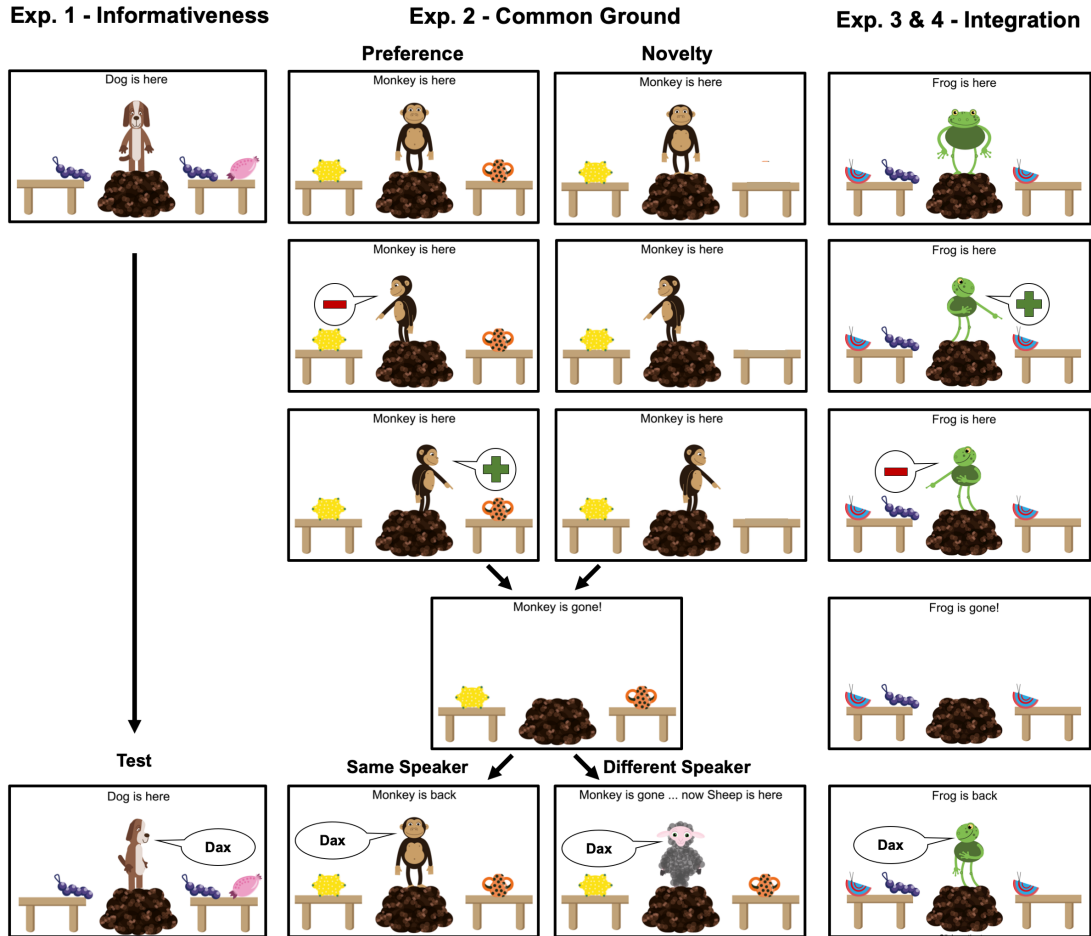 Exp. 1 - Informativeness
Exp. 2 - Common Ground
Exp. 3 & 4 - Integration
Preference
Novelty
Dog is here
Monkey is here
Monkey is here
Frog is here
Monkey is here
Monkey is here
Frog is here
Monkey is here
Monkey is here
Frog is here
Monkey is gone!
Frog is gone!
Test
Same Speaker
Different Speaker
Dog is here
Monkey is back
Monkey is gone ... now Sheep is here
Frog is back
Dax
Dax
Dax
Dax